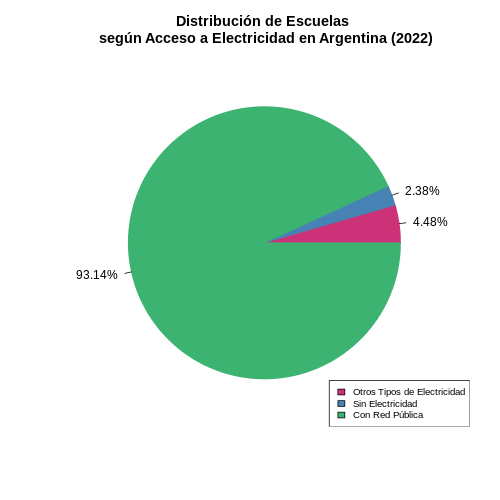 Distribución de Escuelas
según Acceso a Electricidad en Argentina (2022)
2.38%
4.48%
93.14%
Otros Tipos de Electricidad
Sin Electricidad
Con Red Pública